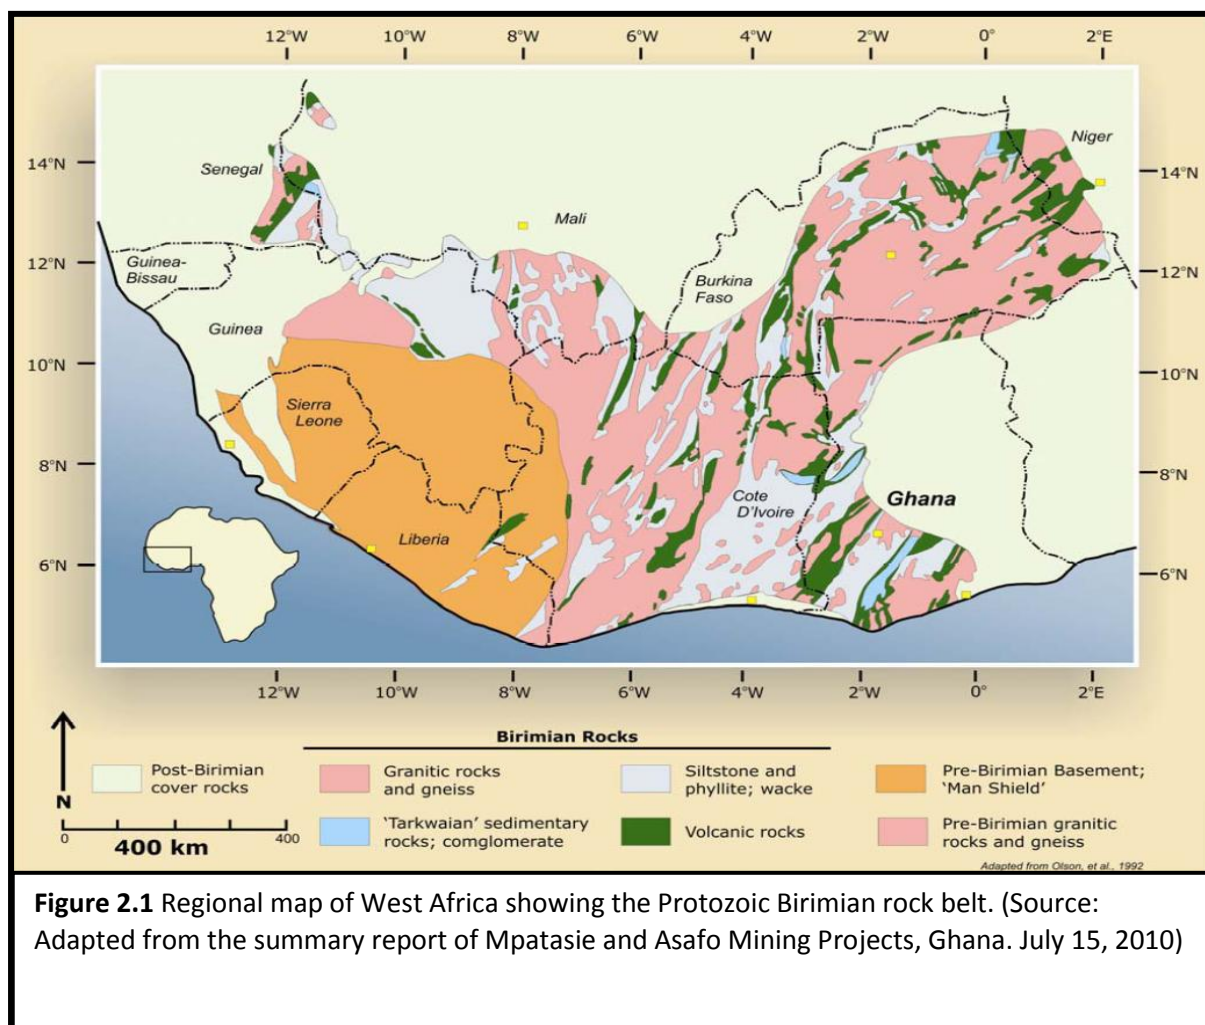 12°W 10°W 8°W 6°W 4°W 2°W 0° 2°E
14°N
Senegal
Niger
14°N
Mali
12°N
Guinea-
Bissau
Burkina
Faso
12°N
Guinea
10°N
10°N
Sierra
Leone
8°N
8°N
Cote
D'Ivoire
Ghana
Liberia
6°N
6°N
12°W 10°W 8°W 6°W 4°W 2°W 0° 2°E
Birimian Rocks
Post-Birimian
cover rocks
Granitic rocks
and gneiss
Siltstone and
phyllite; wacke
Pre-Birimian Basement;
'Man Shield'
N
0 400
400 km
'Tarkwaian' sedimentary
rocks; comglomerate
Volcanic rocks
Pre-Birimian granitic
rocks and gneiss
Adapted from Olson, et al., 1992
Figure 2.1 Regional map of West Africa showing the Protozoic Birimian rock belt. (Source:
Adapted from the summary report of Mpatasie and Asafo Mining Projects, Ghana. July 15, 2010)